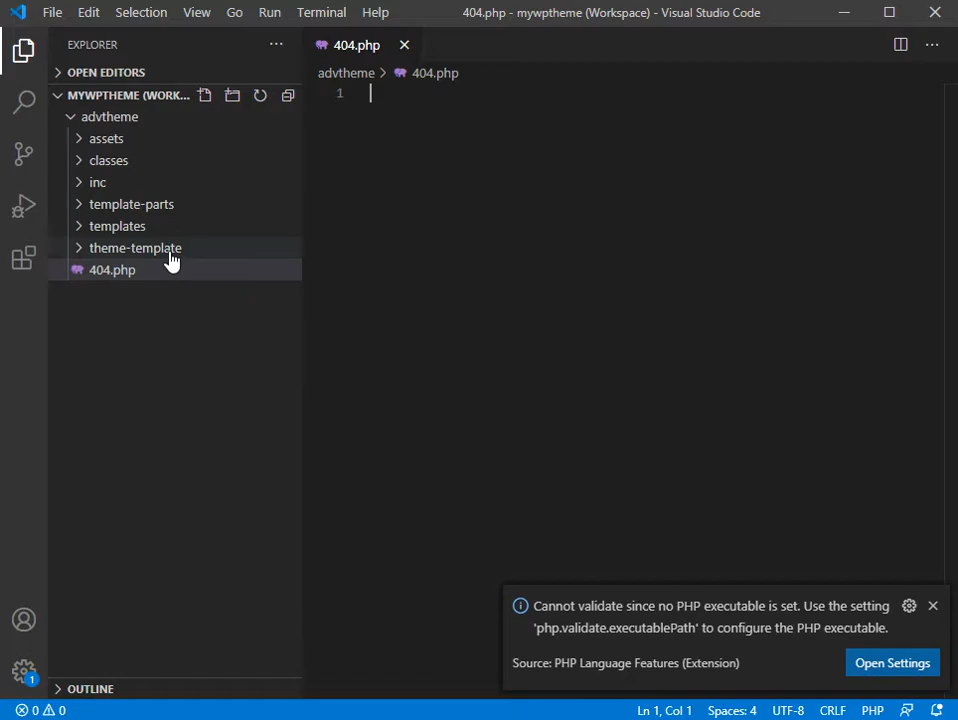 File Edit Selection View Go Run Terminal Help 404.php - mywptheme (Workspace) - Visual Studio Code
EXPLORER
404.php
OPEN EDITORS
advtheme 404.php
MYWPTHEME (WORK...
1
advtheme
assets
classes
inc
template-parts
templates
theme-template
404.php
Cannot validate since no PHP executable is set. Use the setting
'php.validate.executablePath' to configure the PHP executable.
Source: PHP Language Features (Extension)
Open Settings
1
OUTLINE
0 0 Ln 1, Col 1 Spaces: 4 UTF-8 CRLF PHP